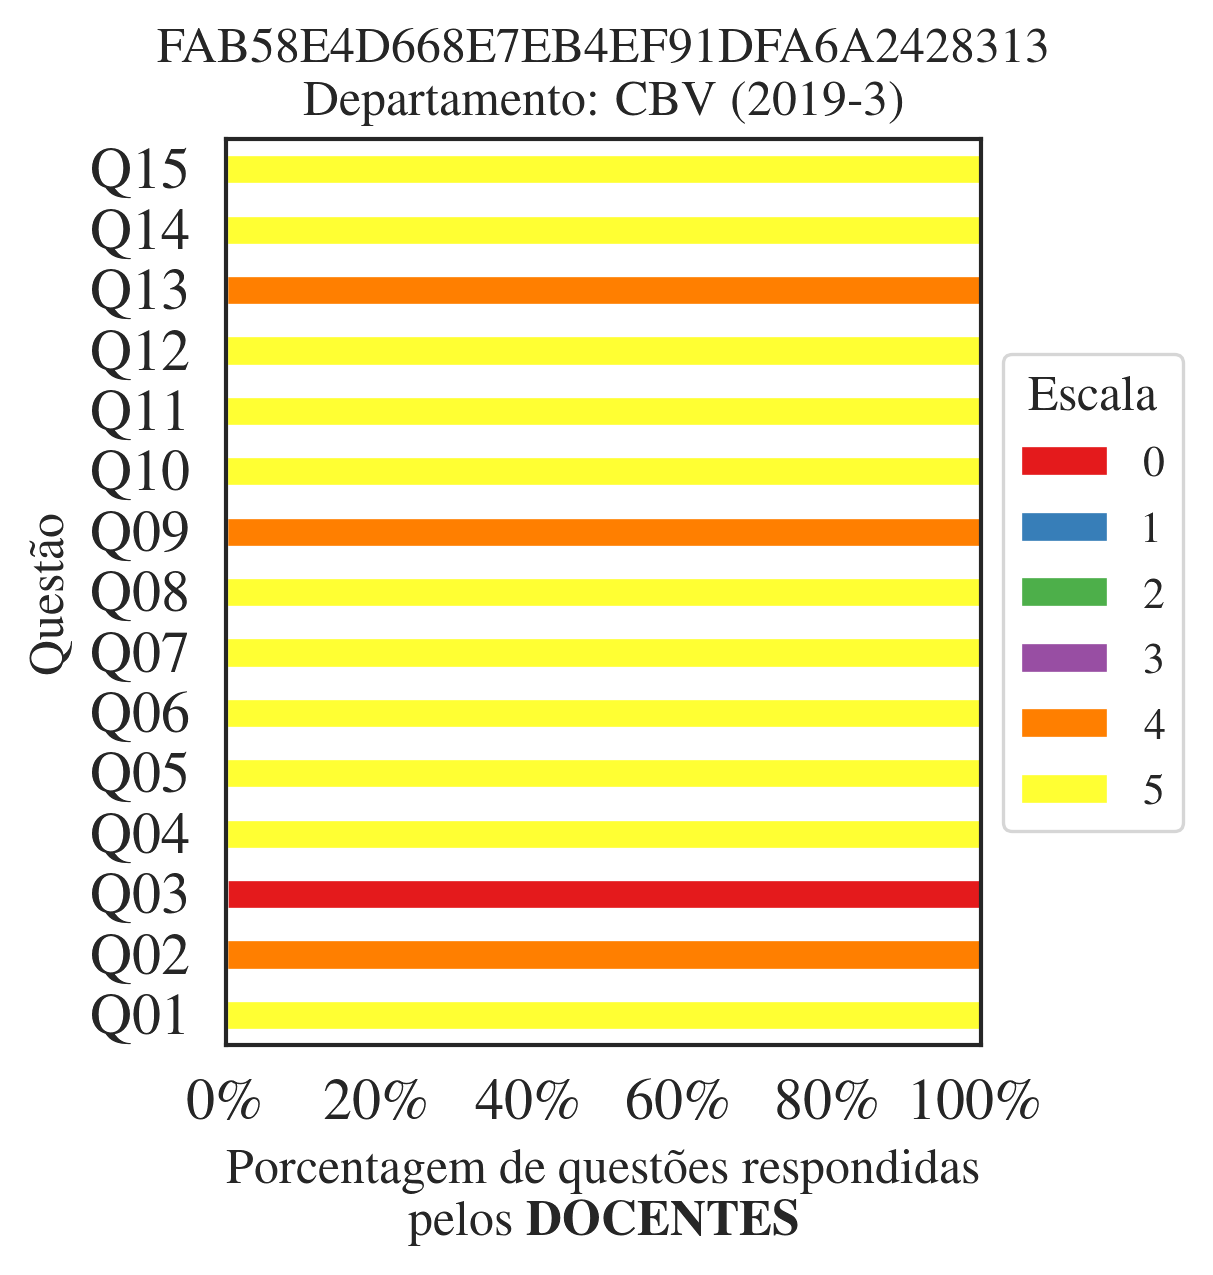 FAB58E4D668E7EB4EF91DFA6A2428313
Departamento: CBV (2019-3)
Questão
Q15
Q14
Q13
Q12
Q11
Q10
Q09
Q08
Q07
Q06
Q05
Q04
Q03
Q02
Q01
0% 20% 40% 60% 80% 100%
Porcentagem de questões respondidas
pelos DOCENTES
Escala
0
1
2
3
4
5